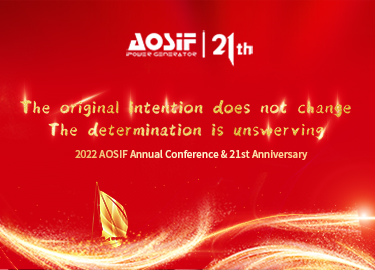 AOSIF | 21th
POWER GENERATOR
The original intention does not change
The determination is unswerving
2022 AOSIF Annual Conference & 21st Anniversary